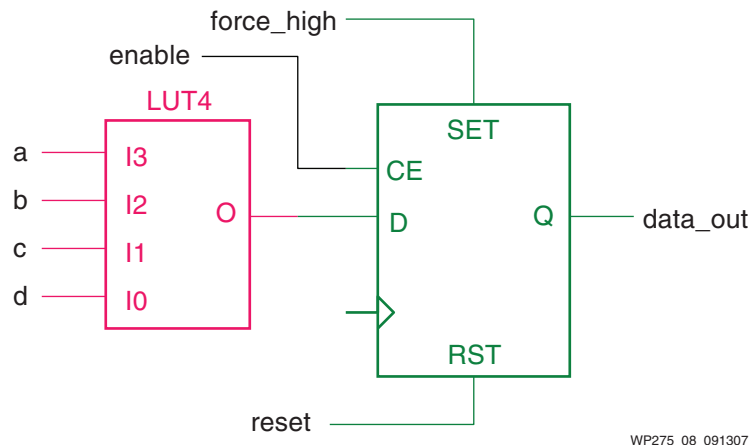 force_high
enable
LUT4
SET
a
I3
CE
b
I2
O
D
Q
data_out
c
I1
d
I0
RST
reset
WP275_08_091307